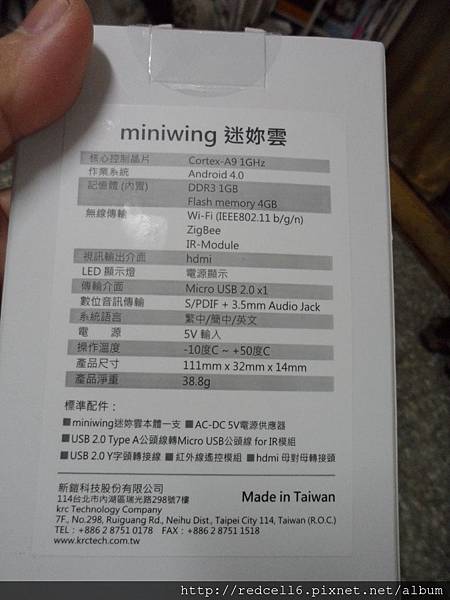 miniwing 迷妳雲
核心控制晶片 Cortex-A9 1GHz
作業系統 Android 4.0
記憶體 (內置) DDR3 1GB
Flash memory 4GB
無線傳輸 Wi-Fi (IEEE802.11 b/g/n)
ZigBee
IR-Module
視訊輸出介面 hdmi
LED 顯示燈 電源顯示
傳輸介面 Micro USB 2.0 x1
數位音訊傳輸 S/PDIF + 3.5mm Audio Jack
系統語言 繁中/簡中/英文
電 源 5V 輸入
操作溫度 -10度C ~ +50度C
產品尺寸 111mm x 32mm x 14mm
產品淨重 38.8g
標準配件：
■miniwing迷妳雲本體一支 ■AC-DC 5V電源供應器
■USB 2.0 Type A公頭線轉Micro USB公頭線 for IR模組
■USB 2.0 Y字頭轉接線 ■紅外線遙控模組 ■hdmi 母對母轉接頭
新鎧科技股份有限公司
114台北市內湖區瑞光路298號7樓
krc Technology Company Made in Taiwan
7F., No.298, Ruiguang Rd., Neihu Dist., Taipei City 114, Taiwan (R.O.C.)
TEL：+886 2 8751 0178 FAX：+886 2 8751 1518
www.krctech.com.tw
http://redcell6.pixnet.net/album